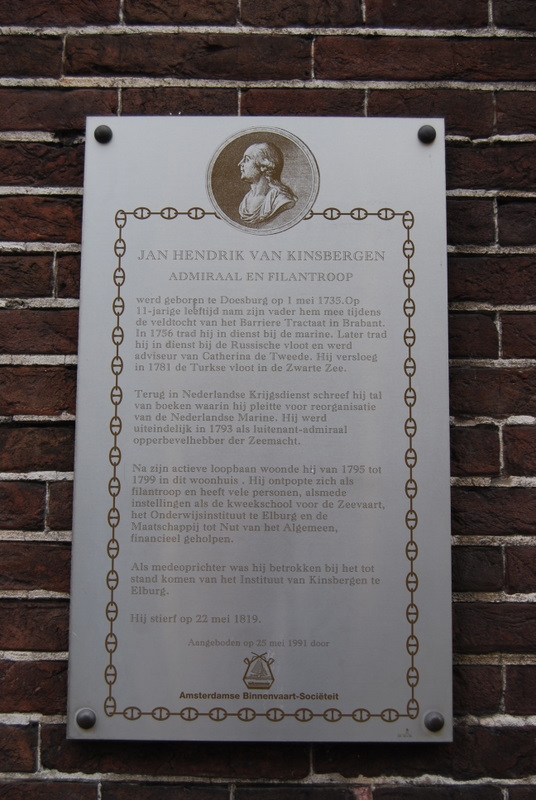 JAN HENDRIK VAN KINSBERGEN
ADMIRAAL EN FILANTROOP
werd geboren te Doesburg op 1 mei 1735.Op
11-jarige leeftijd nam zijn vader hem mee tijdens
de veldtocht van het Barriere Tractaat in Brabant.
In 1756 trad hij in dienst bij de marine. Later trad
hij in dienst bij de Russische vloot en werd
adviseur van Catherina de Tweede. Hij versloeg
in 1781 de Turkse vloot in de Zwarte Zee.
Terug in Nederlandse Krijgsdienst schreef hij tal
van boeken waarin hij pleitte voor reorganisatie
van de Nederlandse Marine. Hij werd
uiteindelijk in 1793 als luitenant-admiraal
opperbevelhebber der Zeemacht.
Na zijn actieve loopbaan woonde hij van 1795 tot
1799 in dit woonhuis . Hij ontpopte zich als
filantroop en heeft vele personen, alsmede
instellingen als de kweekschool voor de Zeevaart,
het Onderwijsinstituut te Elburg en de
Maatschappij tot Nut van het Algemeen,
financieel geholpen.
Als medeoprichter was hij betrokken bij het tot
stand komen van het Instituut van Kinsbergen te
Elburg.
Hij stierf op 22 mei 1819.
Aangeboden op 25 mei 1991 door
Amsterdamse Binnenvaart-Sociëteit